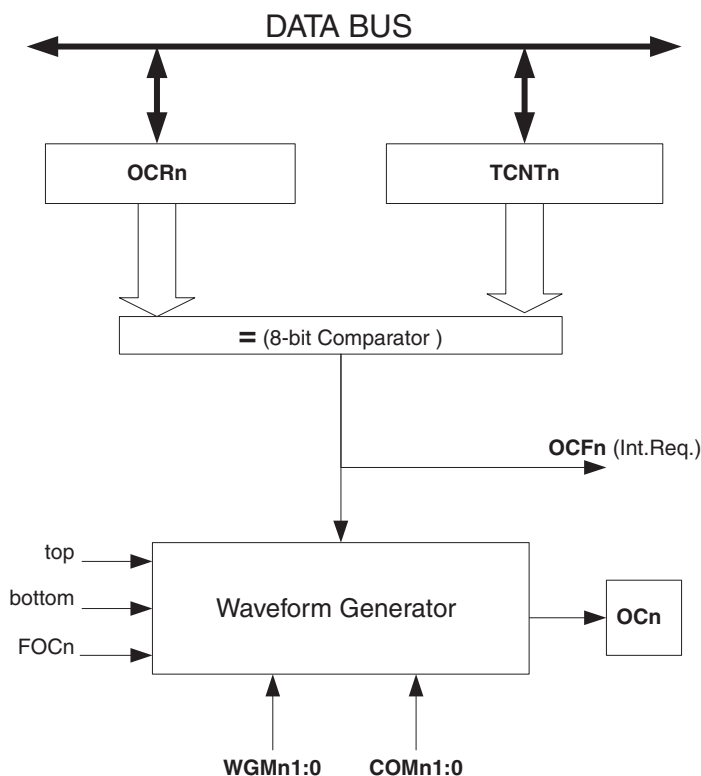 DATA BUS
OCRn
TCNTn
= (8-bit Comparator )
OCFn (Int.Req.)
top
bottom
FOCn
Waveform Generator
OCn
WGMn1:0
COMn1:0